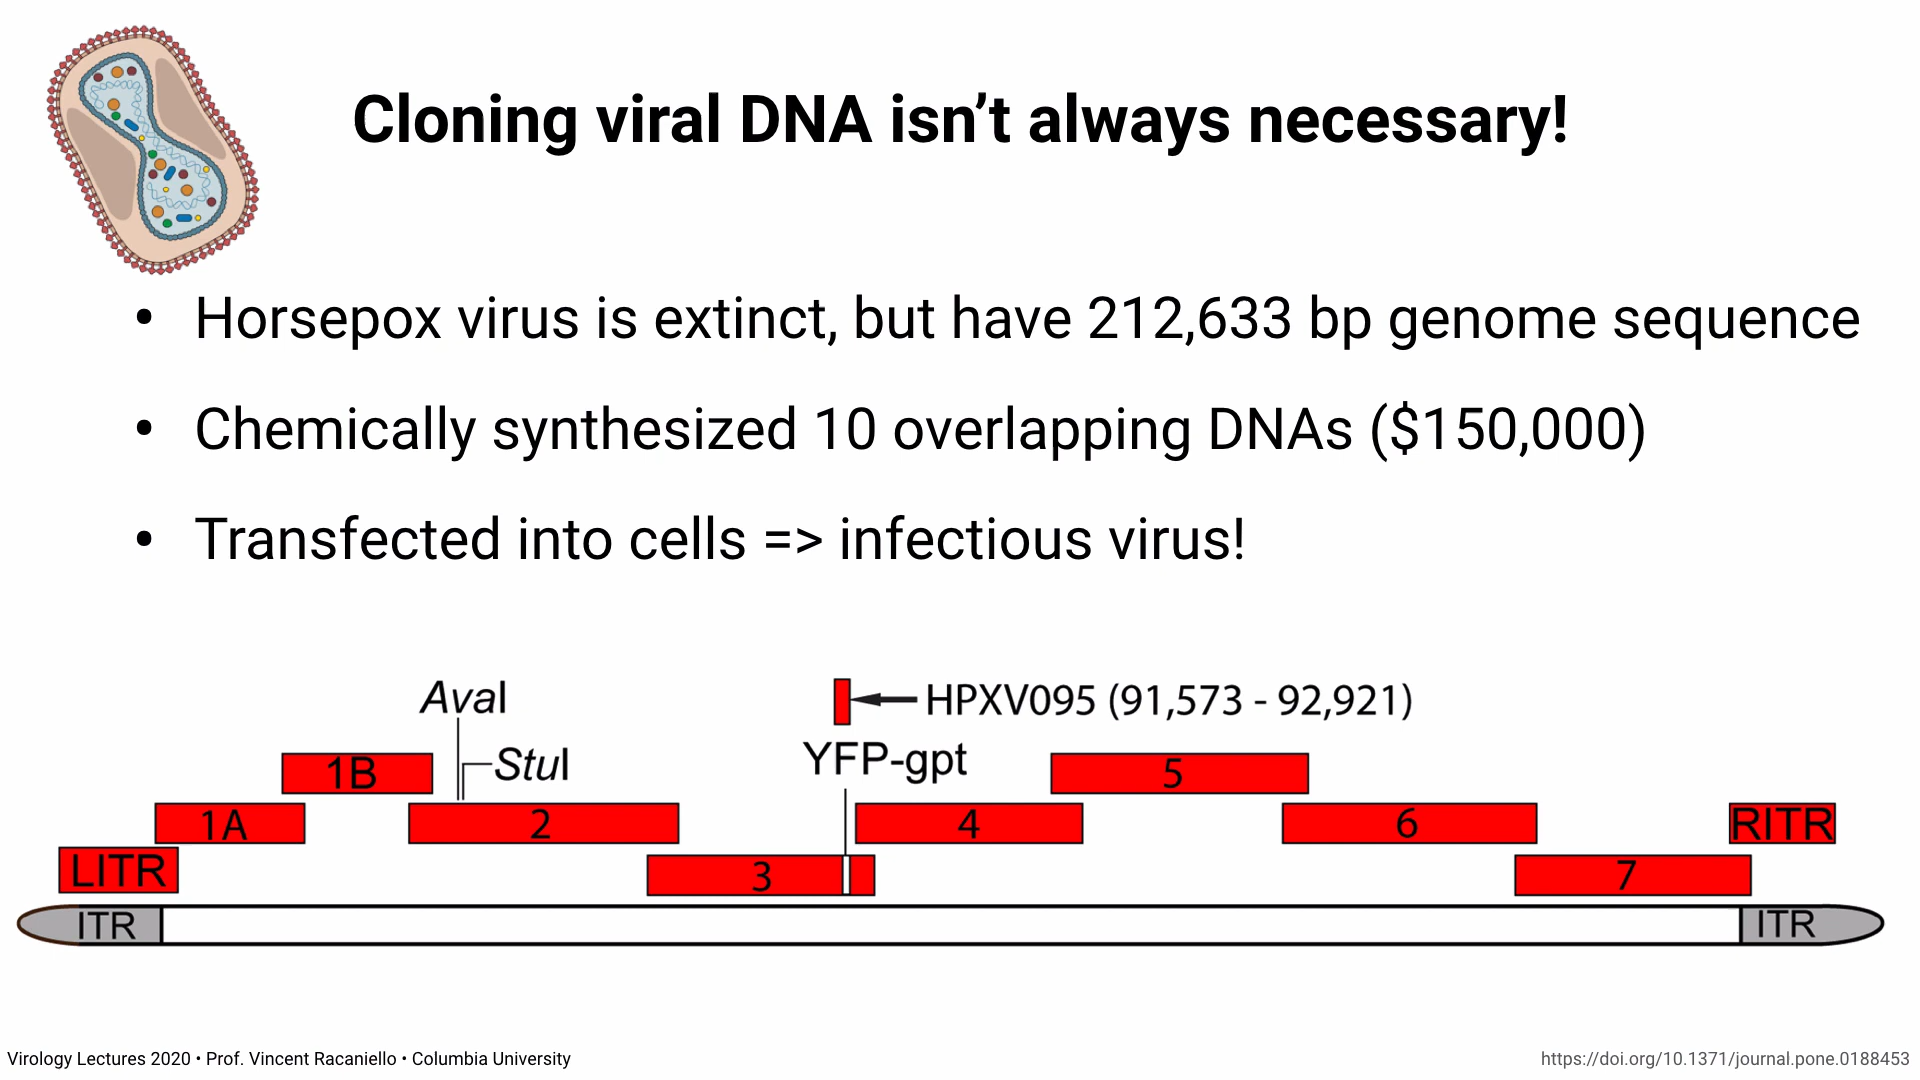 Cloning viral DNA isn’t always necessary!
• Horsepox virus is extinct, but have 212,633 bp genome sequence
• Chemically synthesized 10 overlapping DNAs ($150,000)
• Transfected into cells => infectious virus!
AvaI
HPXV095 (91,573 - 92,921)
StuI
YFP-gpt
1B
5
1A
2
4
6
RITR
LITR
3
7
ITR
ITR
Virology Lectures 2020 • Prof. Vincent Racaniello • Columbia University
https://doi.org/10.1371/journal.pone.0188453